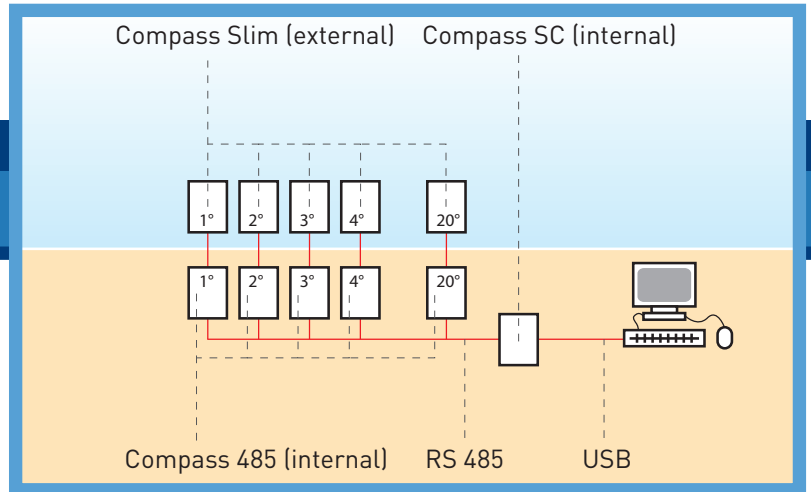 Compass Slim (external) Compass SC (internal)
1° 2° 3° 4° 20°
1° 2° 3° 4° 20°
Compass 485 (internal) RS 485 USB